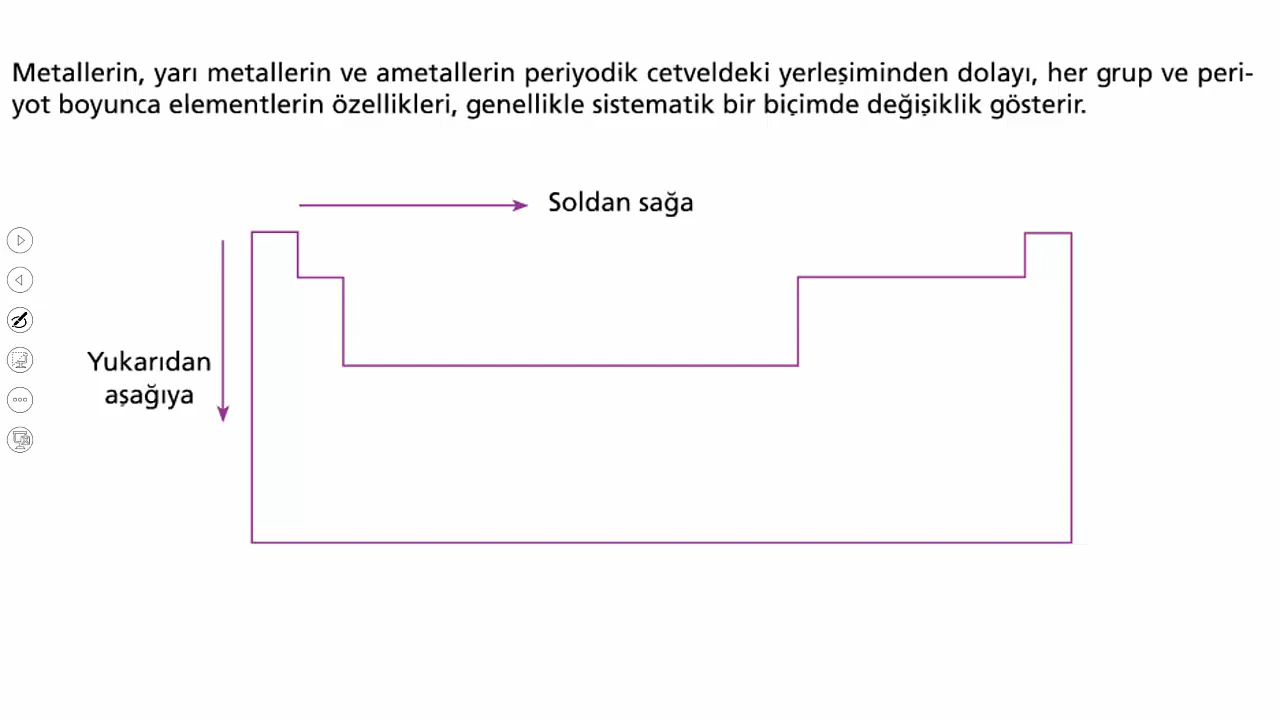 Metallerin, yarı metallerin ve ametallerin periyodik cetveldeki yerleşiminden dolayı, her grup ve peri-
yot boyunca elementlerin özellikleri, genellikle sistematik bir biçimde değişiklik gösterir.
Soldan sağa
Yukarıdan
aşağıya